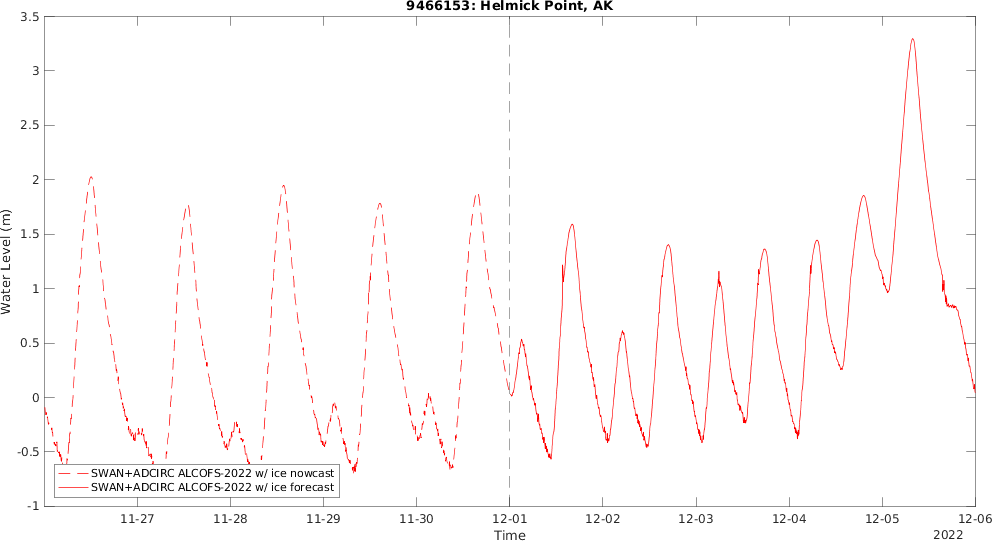 9466153: Helmick Point, AK
3.5
3
2.5
2
1.5
1
0.5
0
-0.5
-1
Water Level (m)
SWAN+ADCIRC ALCOFS-2022 w/ ice nowcast
SWAN+ADCIRC ALCOFS-2022 w/ ice forecast
11-27 11-28 11-29 11-30 12-01 12-02 12-03 12-04 12-05 12-06
Time
2022